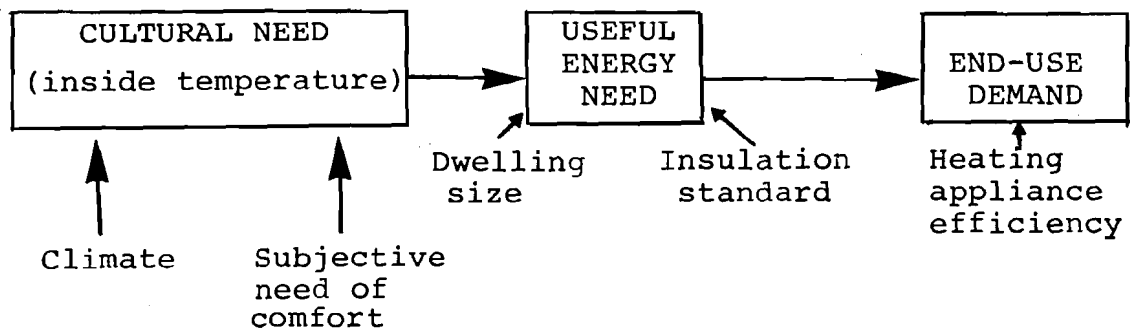 CULTURAL NEED
(inside temperature)
USEFUL
ENERGY
NEED
END-USE
DEMAND
Climate
Subjective
need of
comfort
Dwelling
size
Insulation
standard
Heating
appliance
efficiency